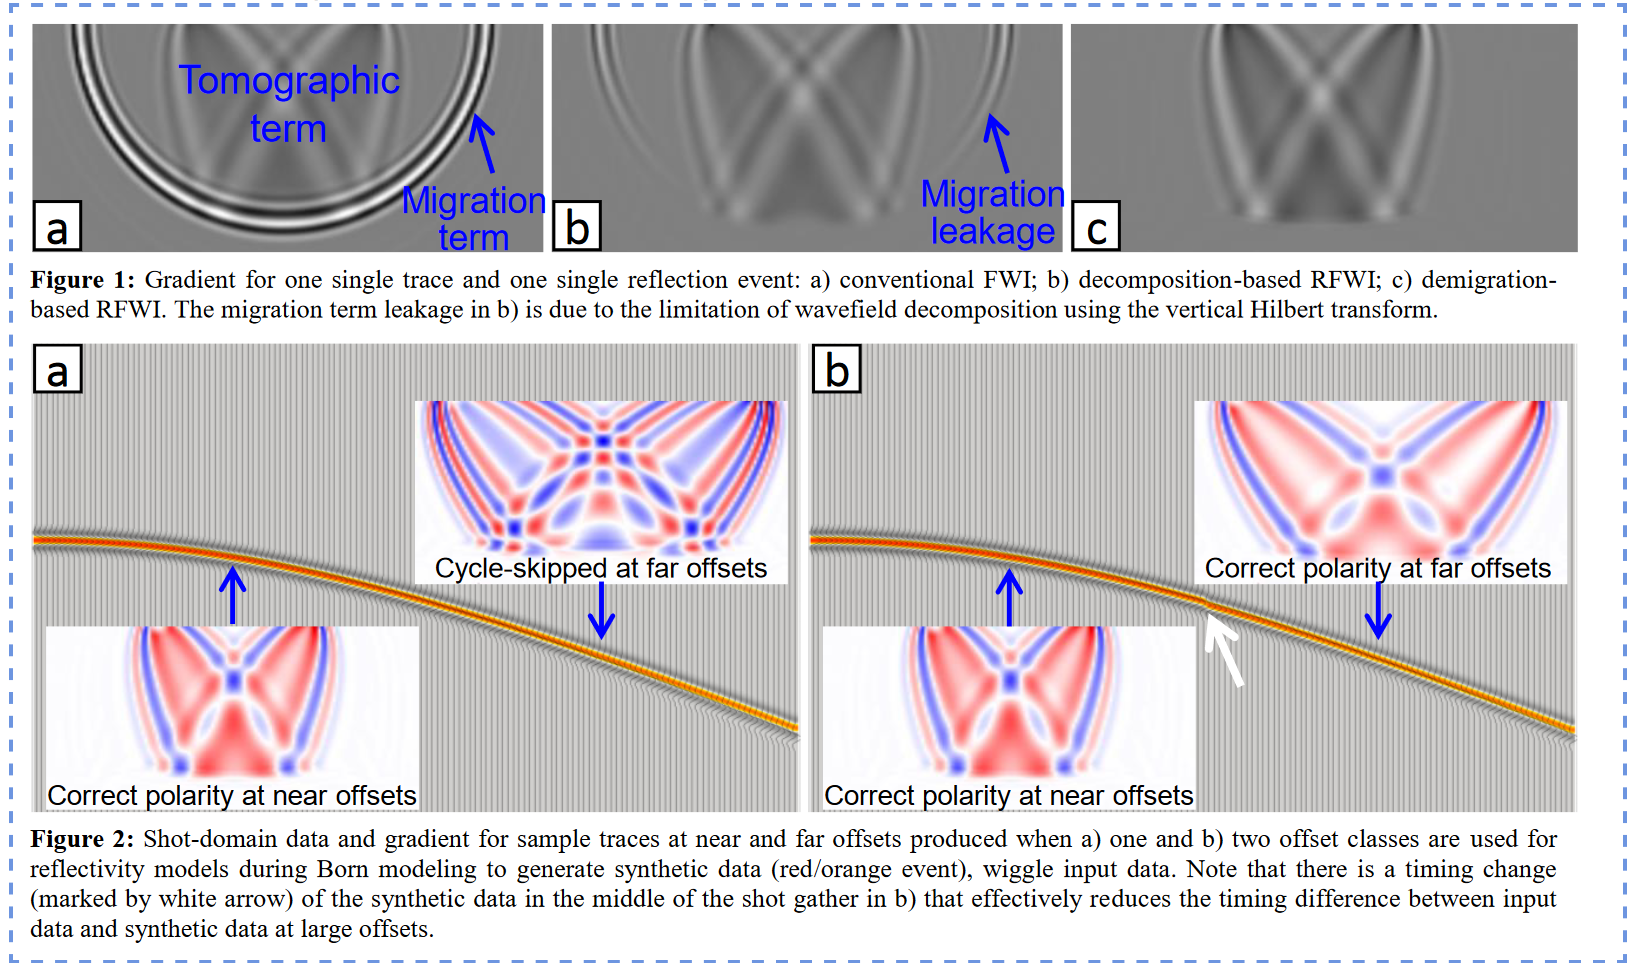 Tomographic
term
Migration
term
Migration
leakage
a
b
c
Figure 1: Gradient for one single trace and one single reflection event: a) conventional FWI; b) decomposition-based RFWI; c) demigration-
based RFWI. The migration term leakage in b) is due to the limitation of wavefield decomposition using the vertical Hilbert transform.
a
Cycle-skipped at far offsets
Correct polarity at near offsets
b
Correct polarity at far offsets
Correct polarity at near offsets
Figure 2: Shot-domain data and gradient for sample traces at near and far offsets produced when a) one and b) two offset classes are used for
reflectivity models during Born modeling to generate synthetic data (red/orange event), wiggle input data. Note that there is a timing change
(marked by white arrow) of the synthetic data in the middle of the shot gather in b) that effectively reduces the timing difference between input
data and synthetic data at large offsets.